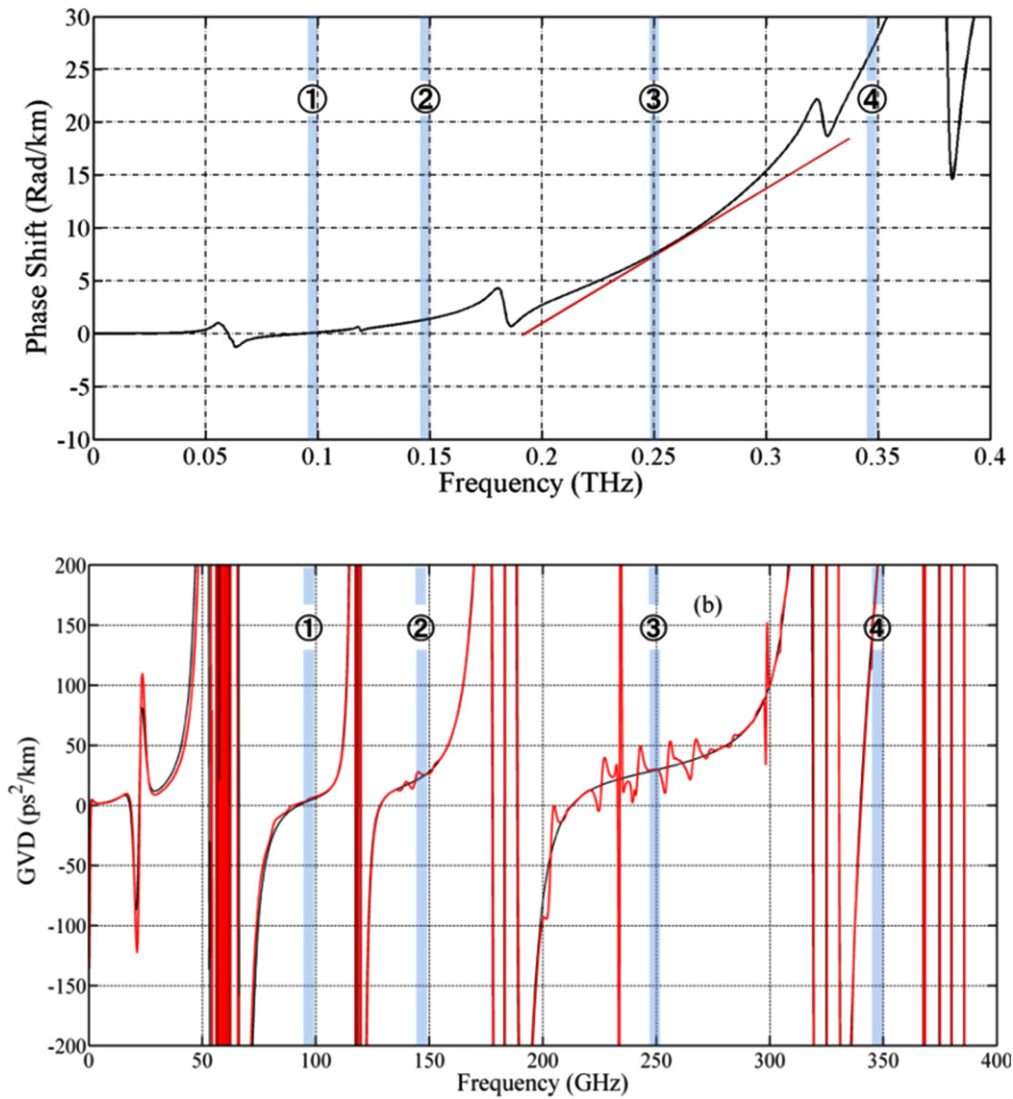 30
25
20
15
10
5
0
-5
-10
Phase Shift (Rad/km)
① ② ③ ④
0 0.05 0.1 0.15 0.2 0.25 0.3 0.35 0.4
Frequency (THz)
200
150
100
50
0
-50
-100
-150
-200
GVD (ps²/km)
(b)
① ② ③ ④
0 50 100 150 200 250 300 350 400
Frequency (GHz)